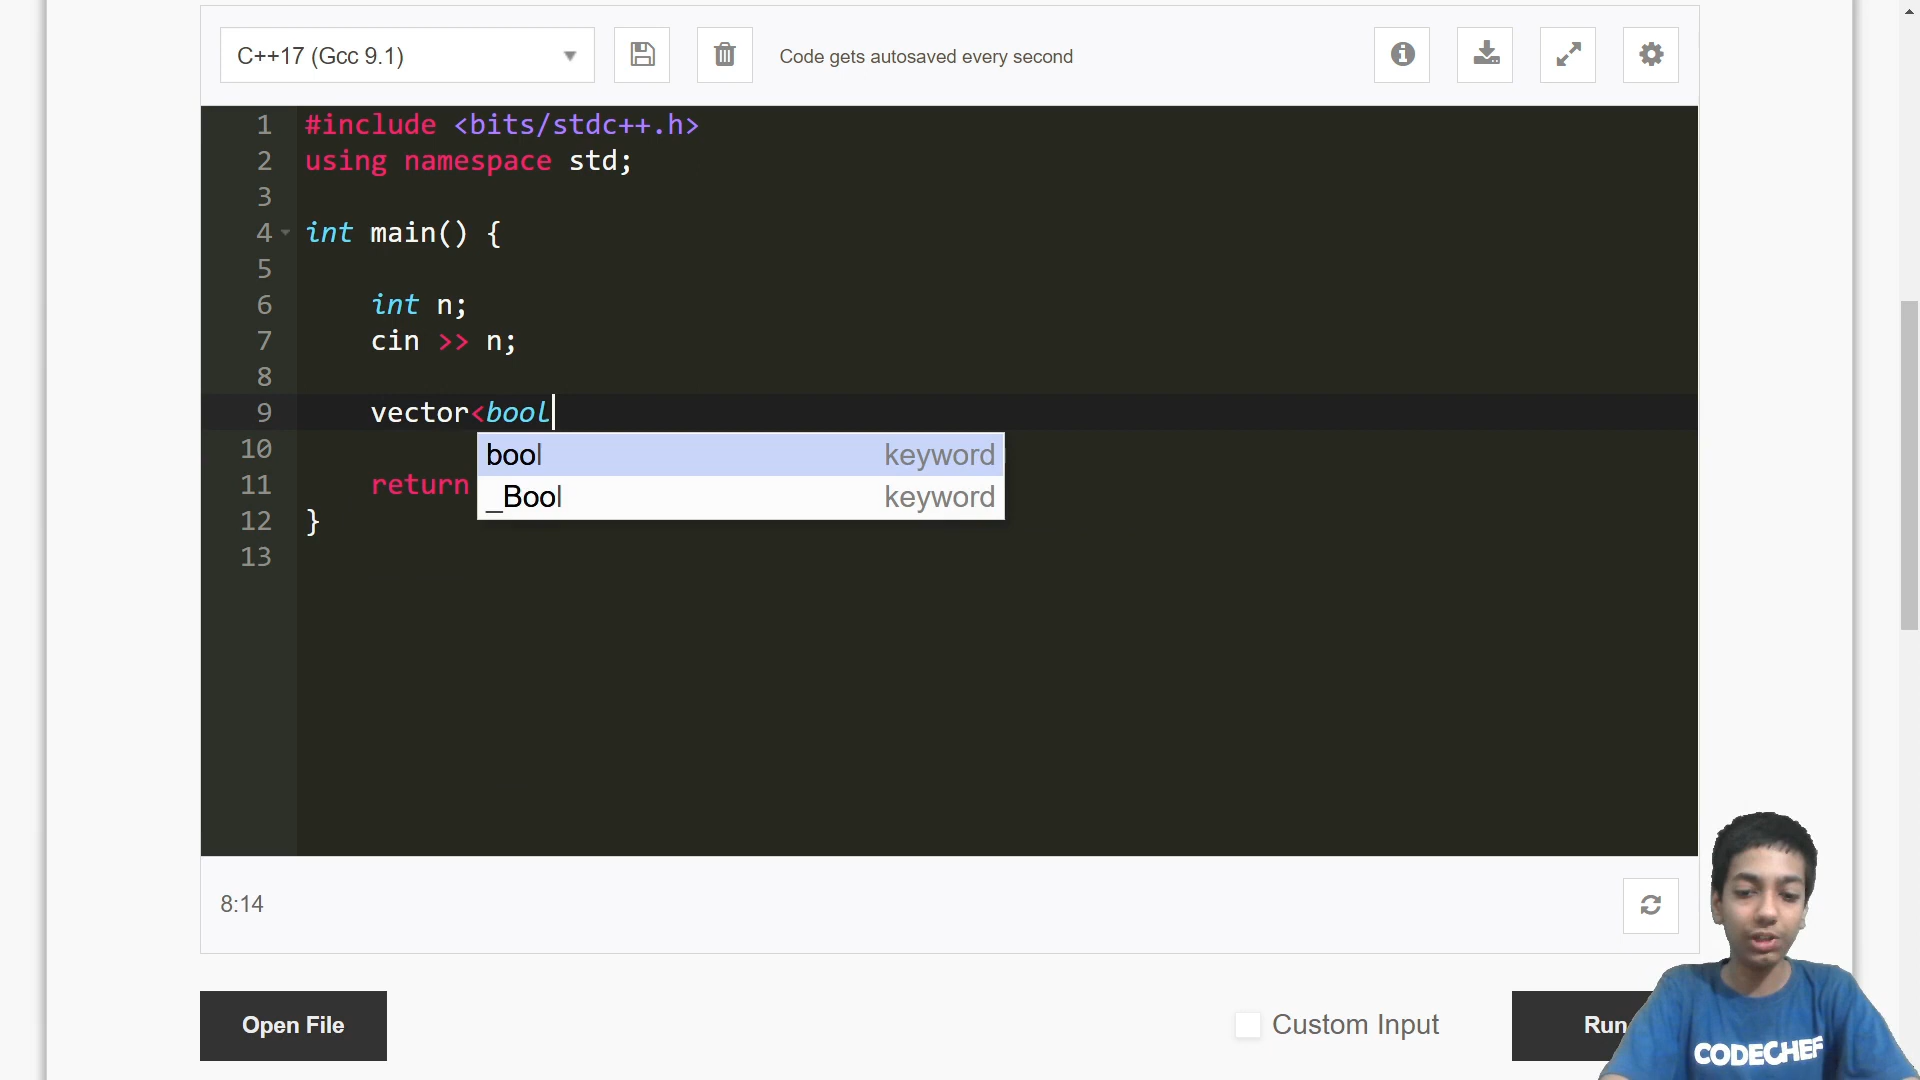 C++17 (Gcc 9.1)
Code gets autosaved every second
1 #include <bits/stdc++.h>
2 using namespace std;
3
4 int main() {
5
6 int n;
7 cin >> n;
8
9 vector<bool
bool keyword
_Bool keyword
10
11 return
12 }
13
8:14
Open File
Custom Input
Run
CODECHEF